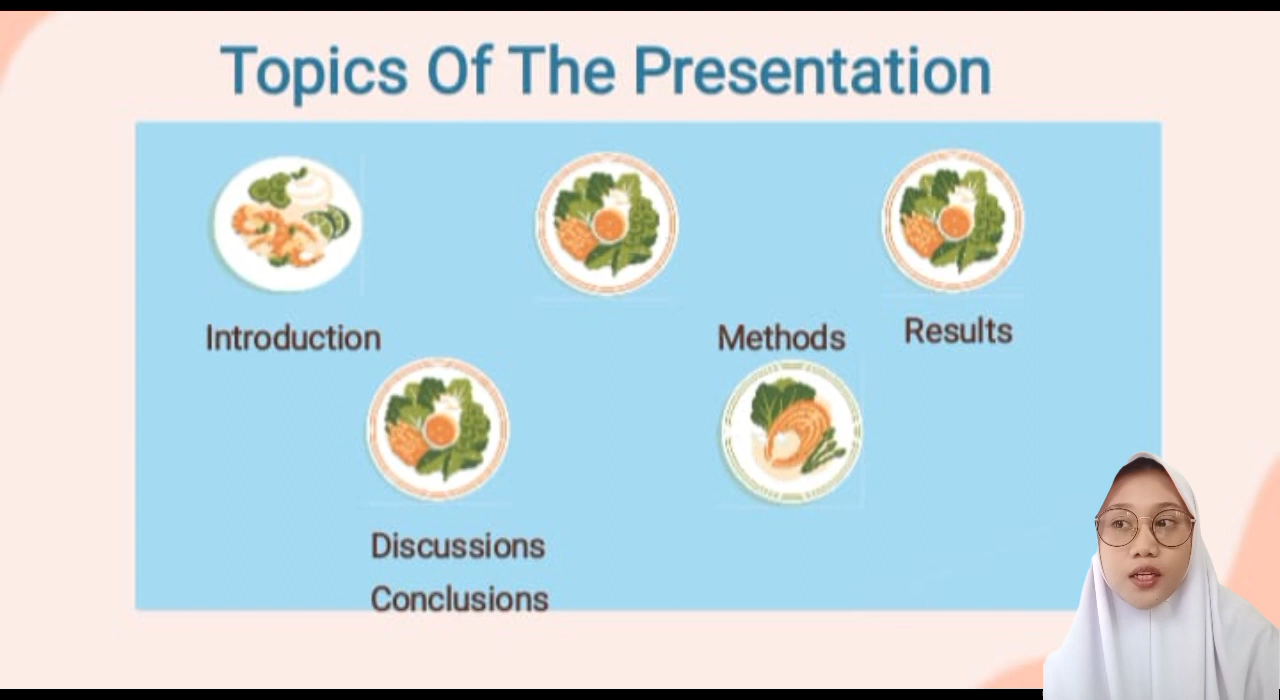 Topics Of The Presentation
Introduction
Methods
Results
Discussions
Conclusions